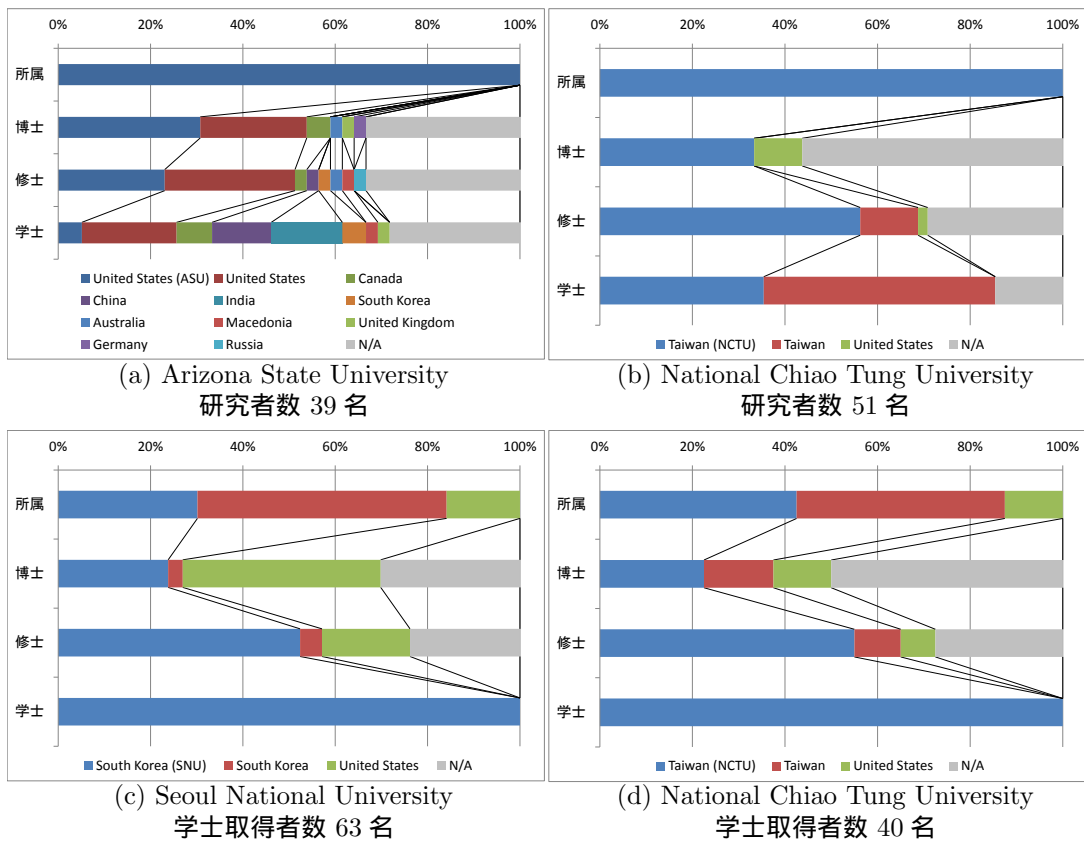 0% 20% 40% 60% 80% 100%
所属
博士
修士
学士
United States (ASU) United States Canada
China India South Korea
Australia Macedonia United Kingdom
Germany Russia N/A
(a) Arizona State University
研究者数 39 名
0% 20% 40% 60% 80% 100%
所属
博士
修士
学士
Taiwan (NCTU) Taiwan United States N/A
(b) National Chiao Tung University
研究者数 51 名
0% 20% 40% 60% 80% 100%
所属
博士
修士
学士
South Korea (SNU) South Korea United States N/A
(c) Seoul National University
学士取得者数 63 名
0% 20% 40% 60% 80% 100%
所属
博士
修士
学士
Taiwan (NCTU) Taiwan United States N/A
(d) National Chiao Tung University
学士取得者数 40 名